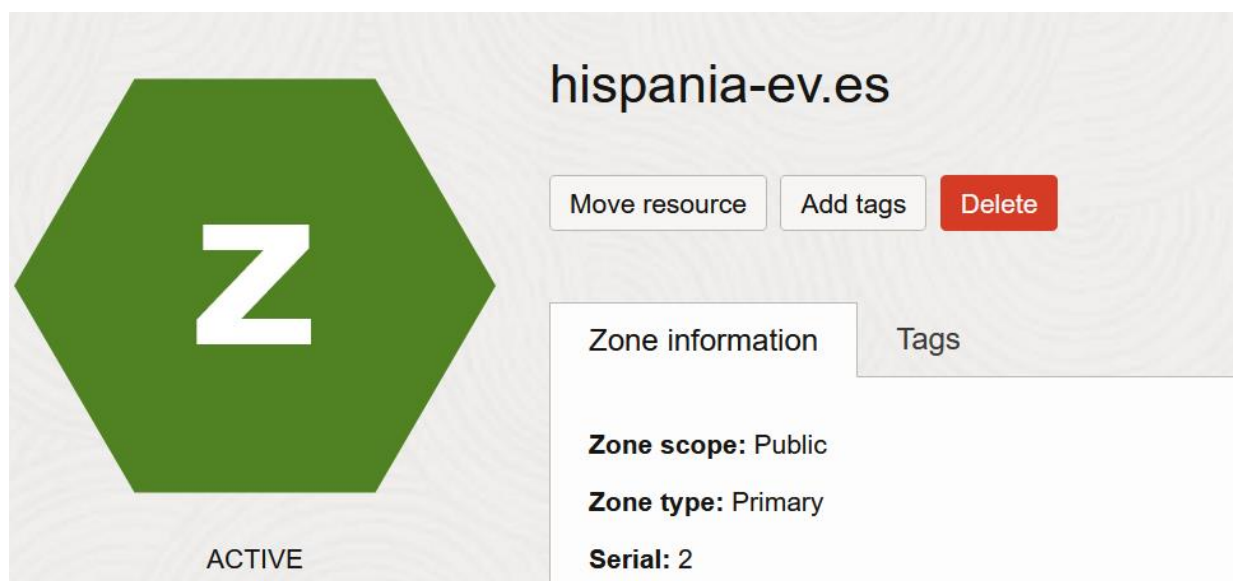 hispania-ev.es
Move resource Add tags Delete
Z
Zone information Tags
Zone scope: Public
Zone type: Primary
ACTIVE
Serial: 2